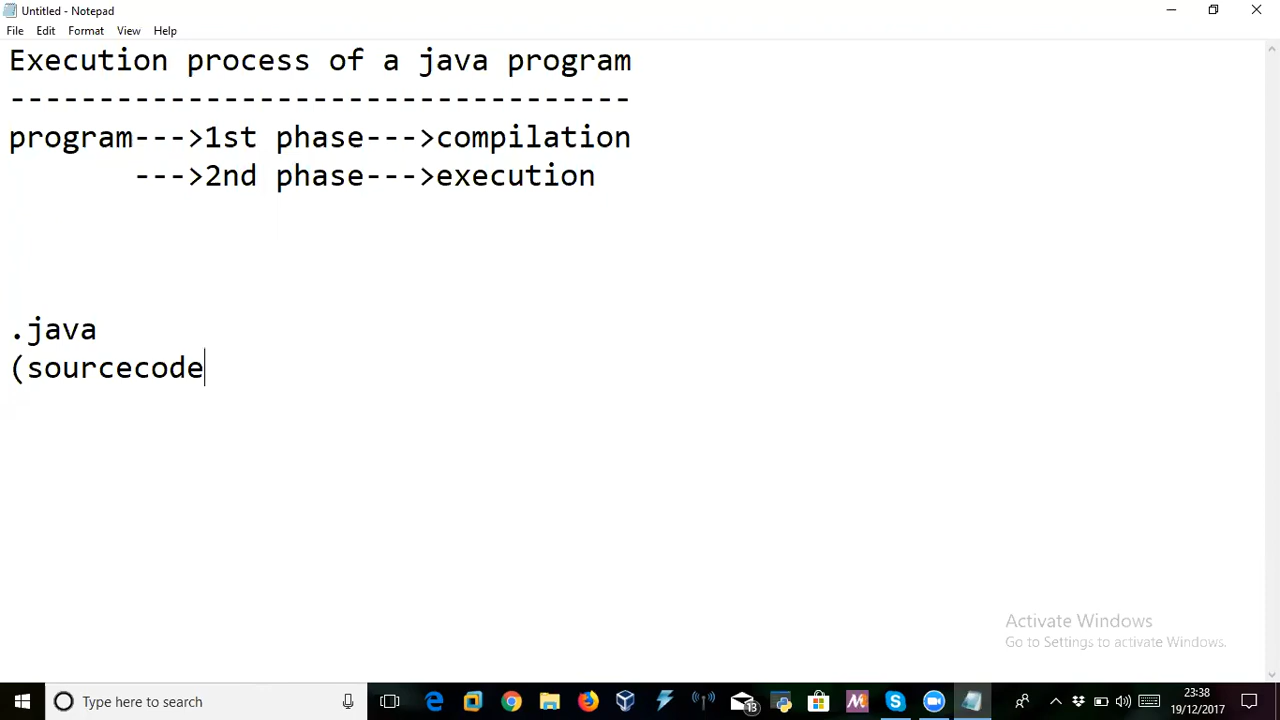 Untitled - Notepad
File Edit Format View Help
Execution process of a java program
-----------------------------------
program--->1st phase--->compilation
--->2nd phase--->execution
.java
(sourcecode
Activate Windows
Go to Settings to activate Windows.
Type here to search
13
23:38
19/12/2017